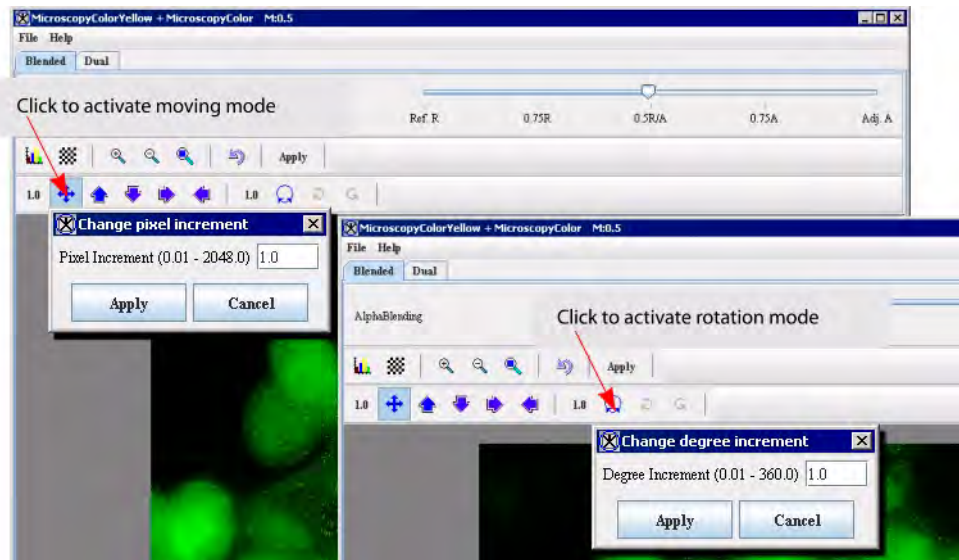 MicroscopyColorYellow + MicroscopyColor M:0.5
File Help
Blended Dual
Click to activate moving mode
Ref. R 0.75R 0.5R/A 0.75A Adj. A
Apply
1.0 1.0
Change pixel increment
Pixel Increment (0.01 - 2048.0) 1.0
Apply Cancel
MicroscopyColorYellow + MicroscopyColor M:0.5
File Help
Blended Dual
AlphaBlending
Click to activate rotation mode
Apply
1.0 1.0
Change degree increment
Degree Increment (0.01 - 360.0) 1.0
Apply Cancel